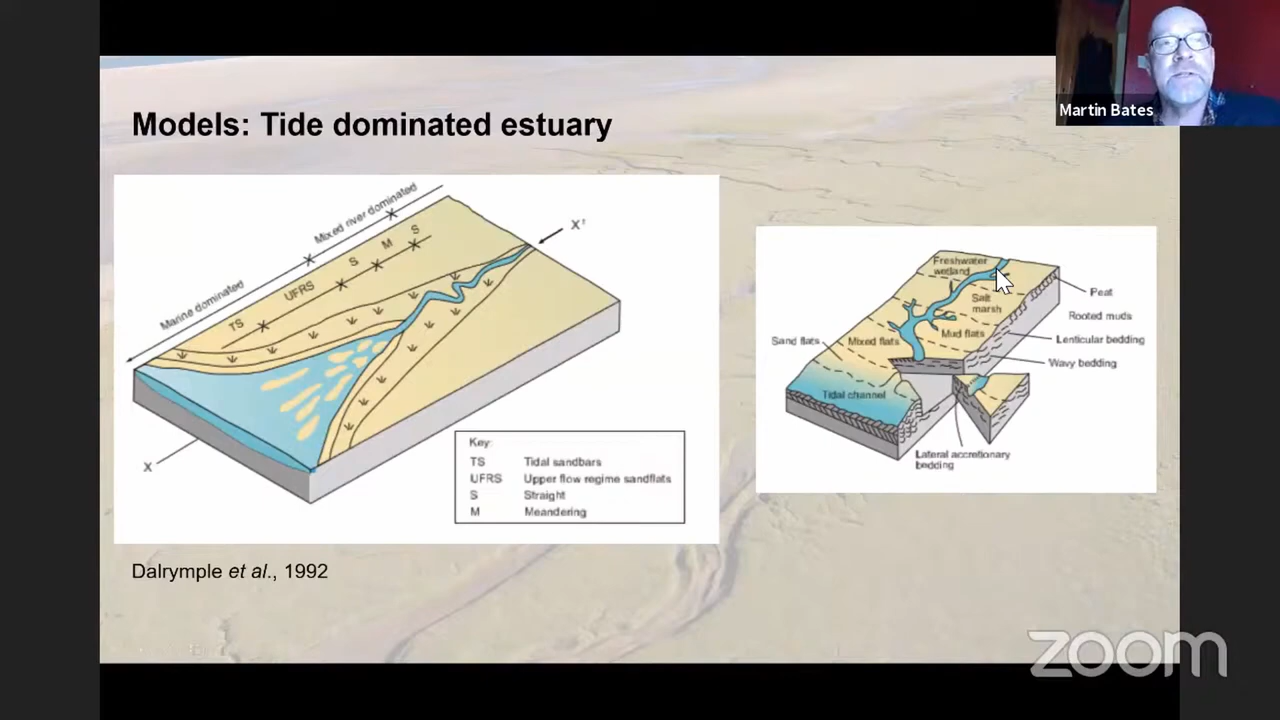 Martin Bates
Models: Tide dominated estuary
Mixed river dominated
Marine dominated
TS
UFRS
S
M
S
X'
X
Key:
TS Tidal sandbars
UFRS Upper flow regime sandflats
S Straight
M Meandering
Freshwater
wetland
Salt
marsh
Mud flats
Mixed flats
Sand flats
Tidal channel
Peat
Rooted muds
Lenticular bedding
Wavy bedding
Lateral accretionary
bedding
Dalrymple et al., 1992
zoom